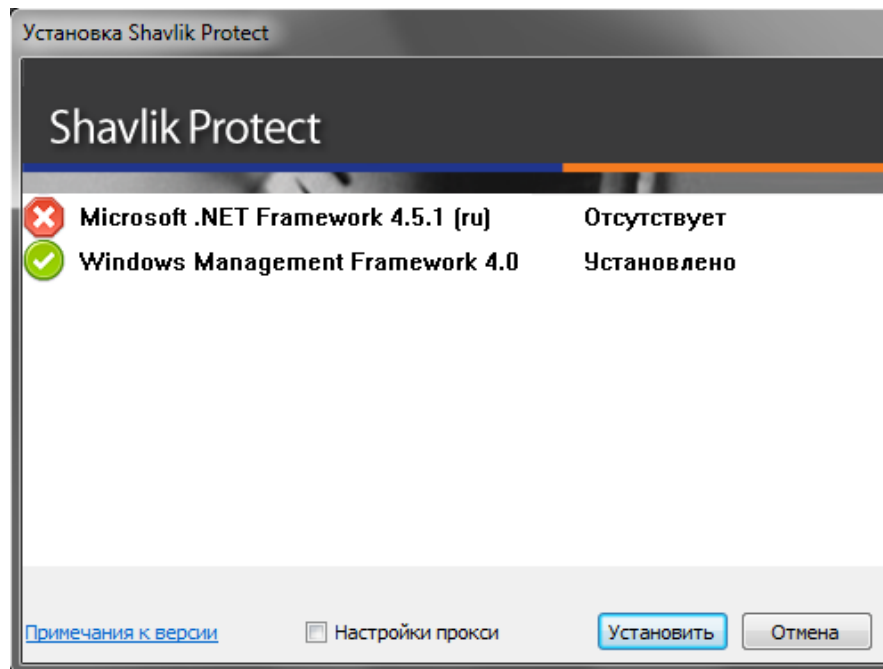 Установка Shavlik Protect
Shavlik Protect
Microsoft .NET Framework 4.5.1 (ru) Отсутствует
Windows Management Framework 4.0 Установлено
Примечания к версии Настройки прокси Установить Отмена